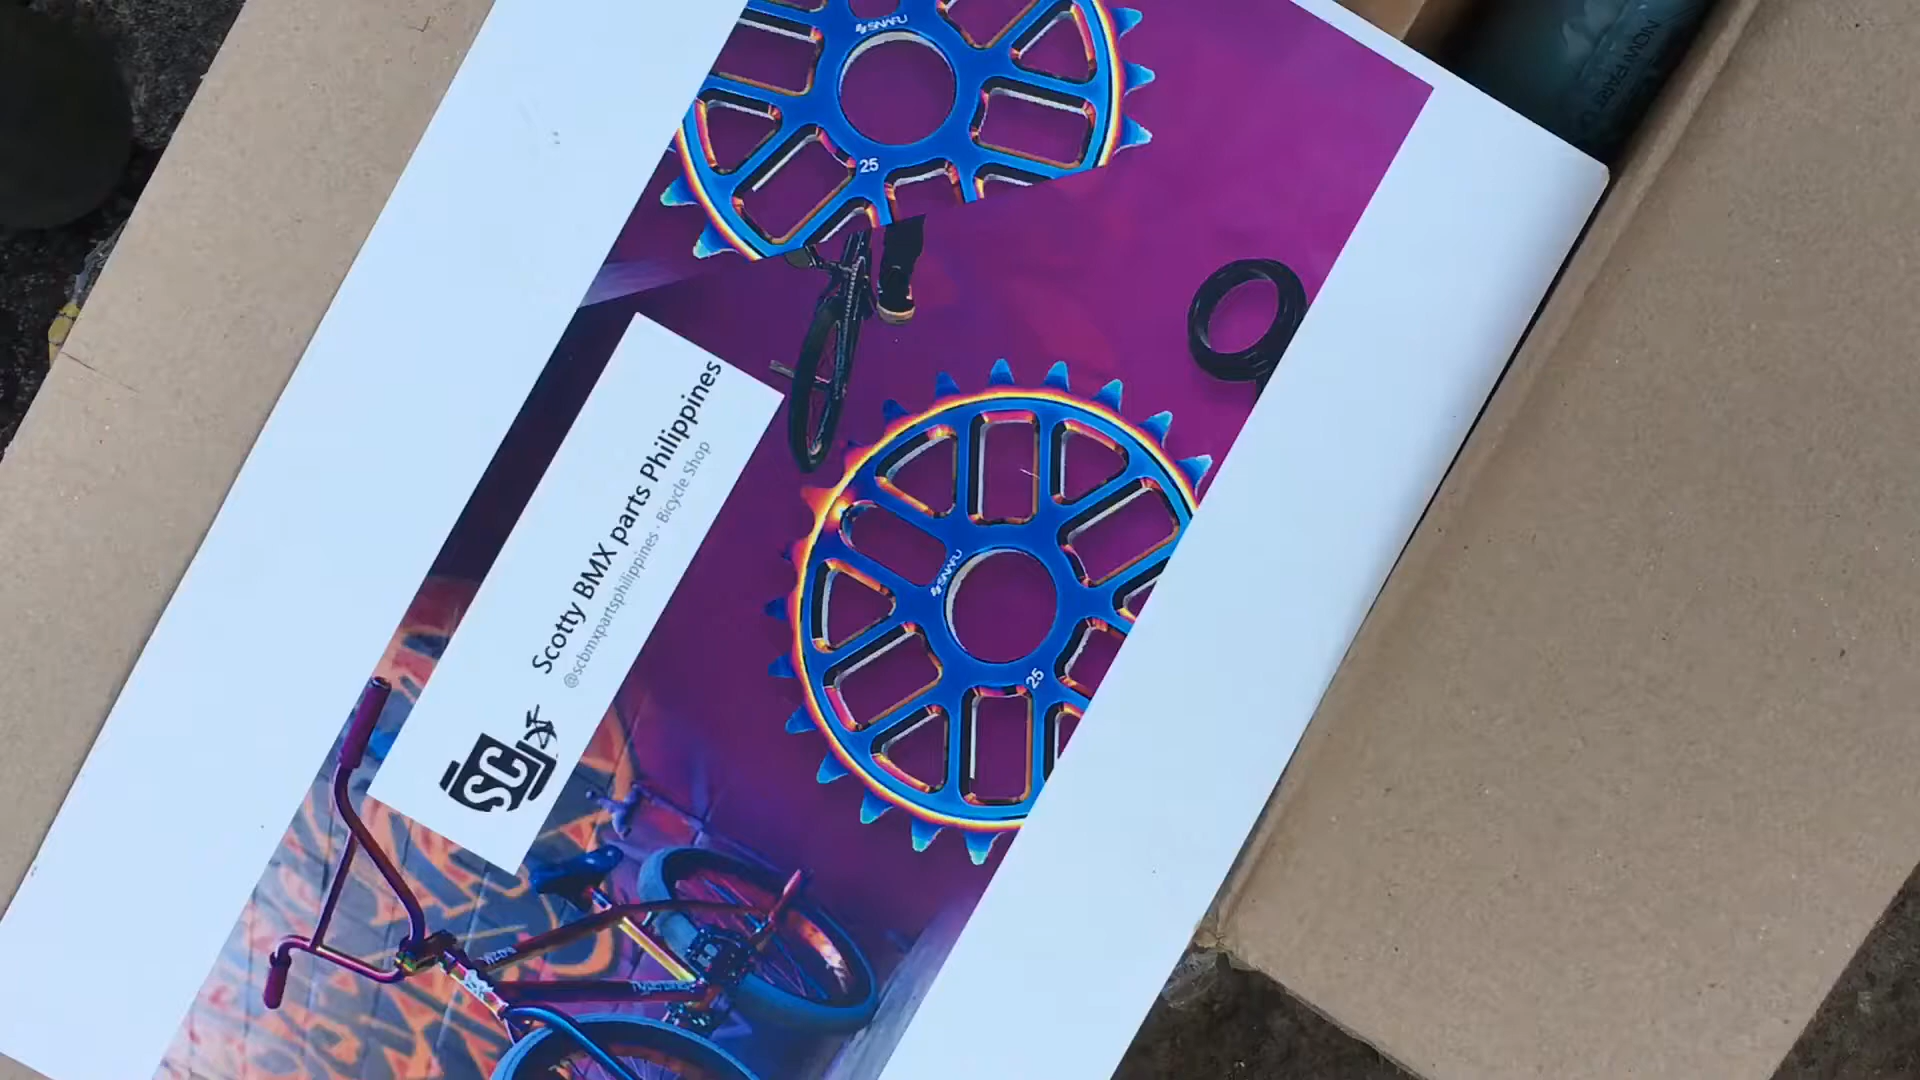 SNAFU
25
Scotty BMX parts Philippines
@scbmxpartsphilippines · Bicycle Shop
SC
SNAFU
25